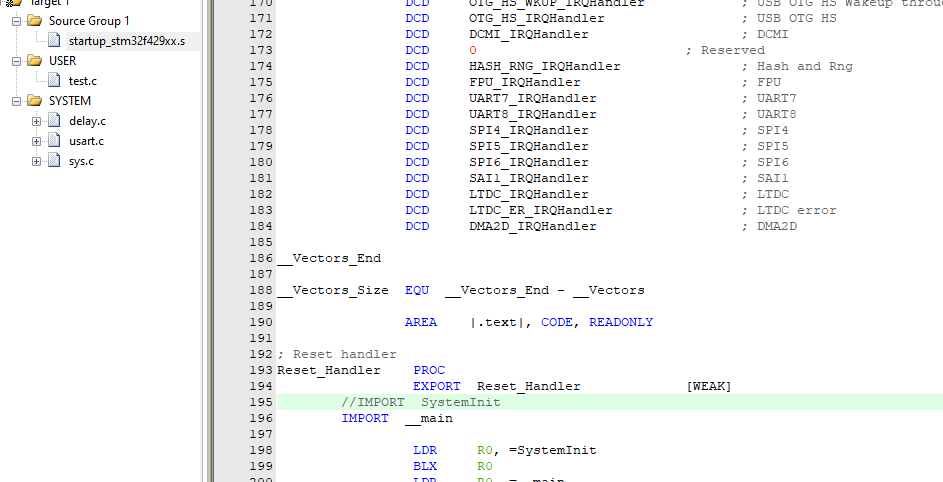 Target 1
Source Group 1
startup_stm32f429xx.s
USER
test.c
SYSTEM
delay.c
usart.c
sys.c
170 DCD OTG_HS_WKUP_IRQHandler ; USB OTG HS Wakeup throu
171 DCD OTG_HS_IRQHandler ; USB OTG HS
172 DCD DCMI_IRQHandler ; DCMI
173 DCD 0 ; Reserved
174 DCD HASH_RNG_IRQHandler ; Hash and Rng
175 DCD FPU_IRQHandler ; FPU
176 DCD UART7_IRQHandler ; UART7
177 DCD UART8_IRQHandler ; UART8
178 DCD SPI4_IRQHandler ; SPI4
179 DCD SPI5_IRQHandler ; SPI5
180 DCD SPI6_IRQHandler ; SPI6
181 DCD SAI1_IRQHandler ; SAI1
182 DCD LTDC_IRQHandler ; LTDC
183 DCD LTDC_ER_IRQHandler ; LTDC error
184 DCD DMA2D_IRQHandler ; DMA2D
185
186 __Vectors_End
187
188 __Vectors_Size EQU __Vectors_End - __Vectors
189
190 AREA |.text|, CODE, READONLY
191
192 ; Reset handler
193 Reset_Handler PROC
194 EXPORT Reset_Handler [WEAK]
195 //IMPORT SystemInit
196 IMPORT __main
197
198 LDR R0, =SystemInit
199 BLX R0
200 LDR R0, =__main